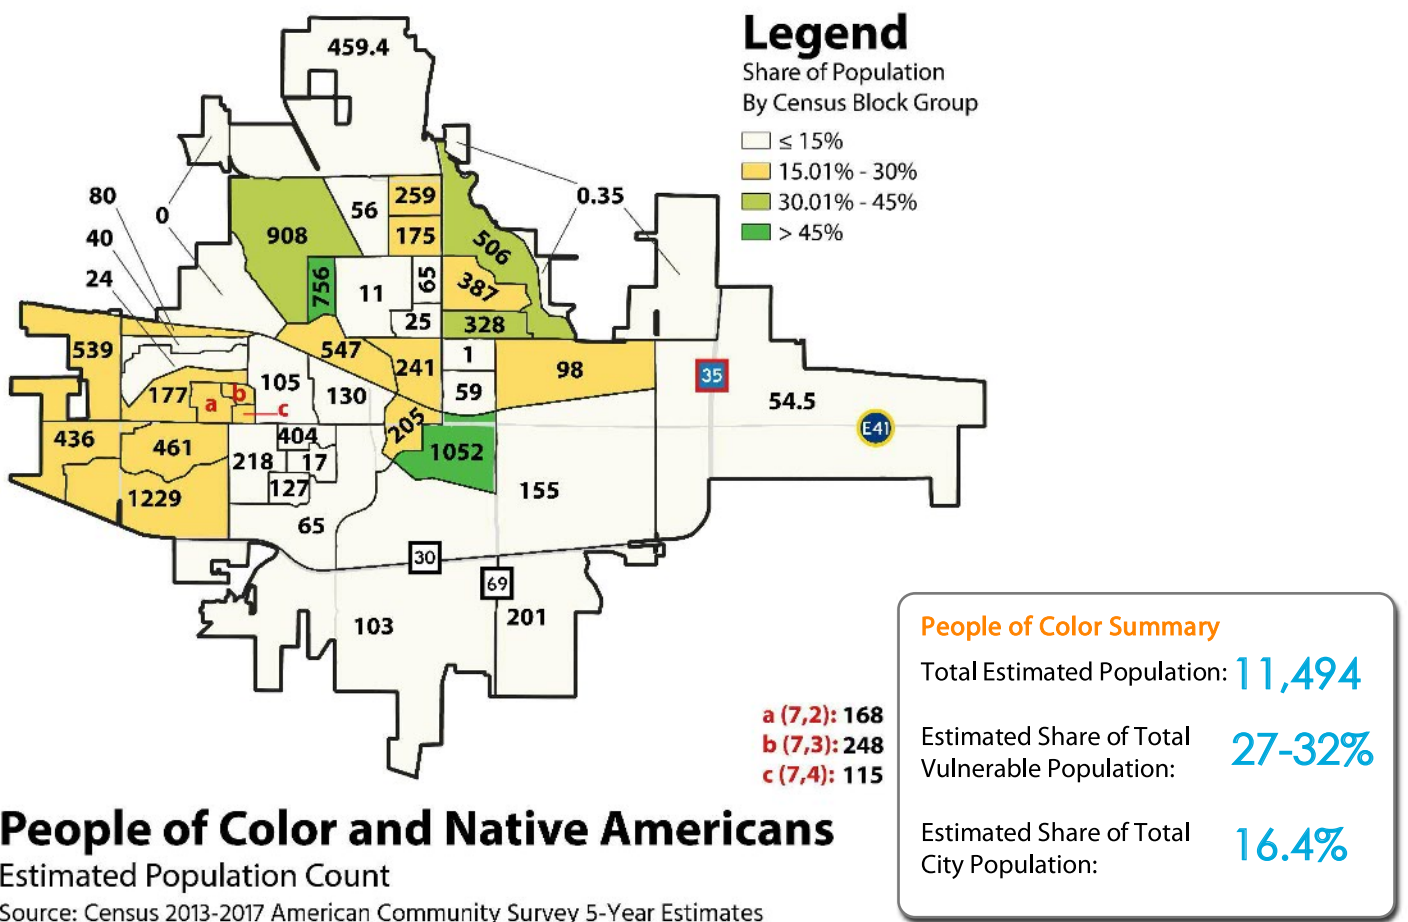 Legend
Share of Population
By Census Block Group
≤ 15%
15.01% - 30%
30.01% - 45%
> 45%
459.4
80
0
40
24
0.35
56
259
175
908
506
756
11
65
387
25
328
539
547
241
1
98
35
177
a
b
c
105
130
59
54.5
E41
205
436
461
404
218
17
1052
127
1229
155
65
30
69
103
201
a (7,2): 168
b (7,3): 248
c (7,4): 115
People of Color Summary
Total Estimated Population: 11,494
Estimated Share of Total
Vulnerable Population: 27-32%
Estimated Share of Total
City Population: 16.4%
People of Color and Native Americans
Estimated Population Count
Source: Census 2013-2017 American Community Survey 5-Year Estimates